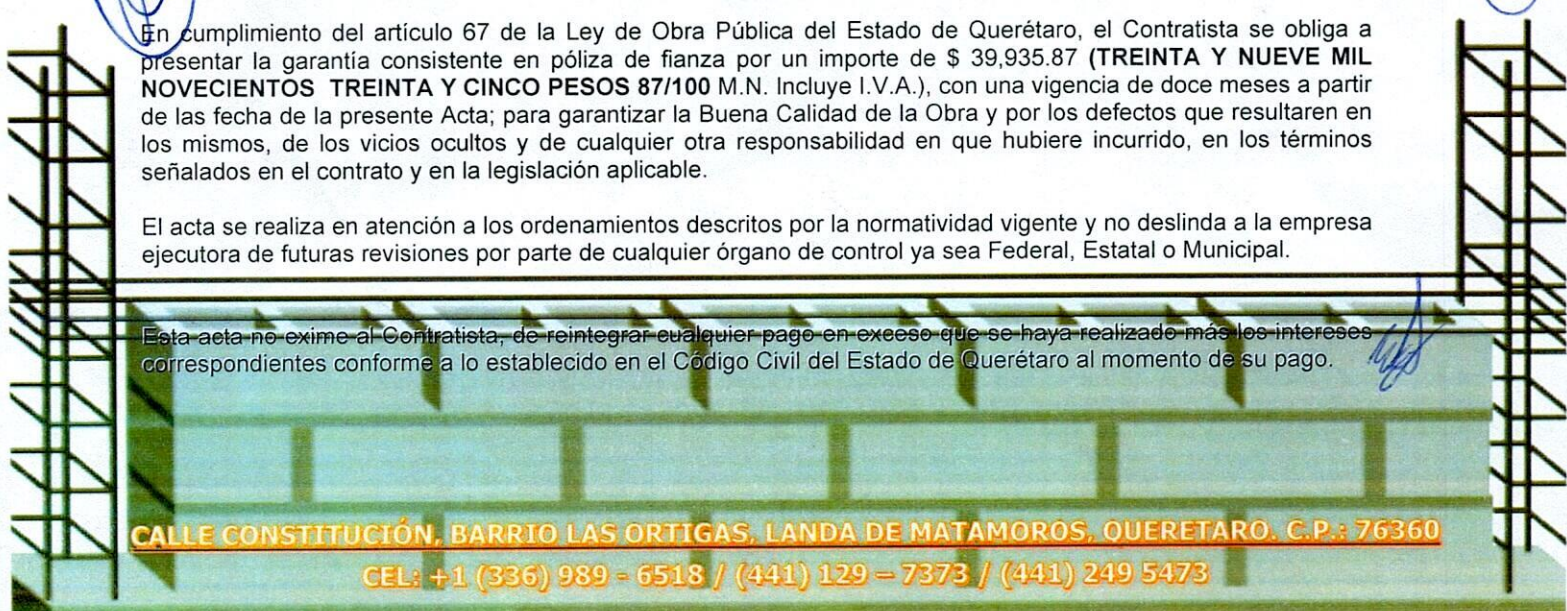 En cumplimiento del artículo 67 de la Ley de Obra Pública del Estado de Querétaro, el Contratista se obliga a
presentar la garantía consistente en póliza de fianza por un importe de $ 39,935.87 (TREINTA Y NUEVE MIL
NOVECIENTOS TREINTA Y CINCO PESOS 87/100 M.N. Incluye I.V.A.), con una vigencia de doce meses a partir
de las fecha de la presente Acta; para garantizar la Buena Calidad de la Obra y por los defectos que resultaren en
los mismos, de los vicios ocultos y de cualquier otra responsabilidad en que hubiere incurrido, en los términos
señalados en el contrato y en la legislación aplicable.
El acta se realiza en atención a los ordenamientos descritos por la normatividad vigente y no deslinda a la empresa
ejecutora de futuras revisiones por parte de cualquier órgano de control ya sea Federal, Estatal o Municipal.
Esta acta no exime al Contratista, de reintegrar cualquier pago en exceso que se haya realizado más los intereses
correspondientes conforme a lo establecido en el Código Civil del Estado de Querétaro al momento de su pago.
CALLE CONSTITUCIÓN, BARRIO LAS ORTIGAS, LANDA DE MATAMOROS, QUERETARO. C.P.: 76360
CEL: +1 (336) 989 - 6518 / (441) 129 – 7373 / (441) 249 5473